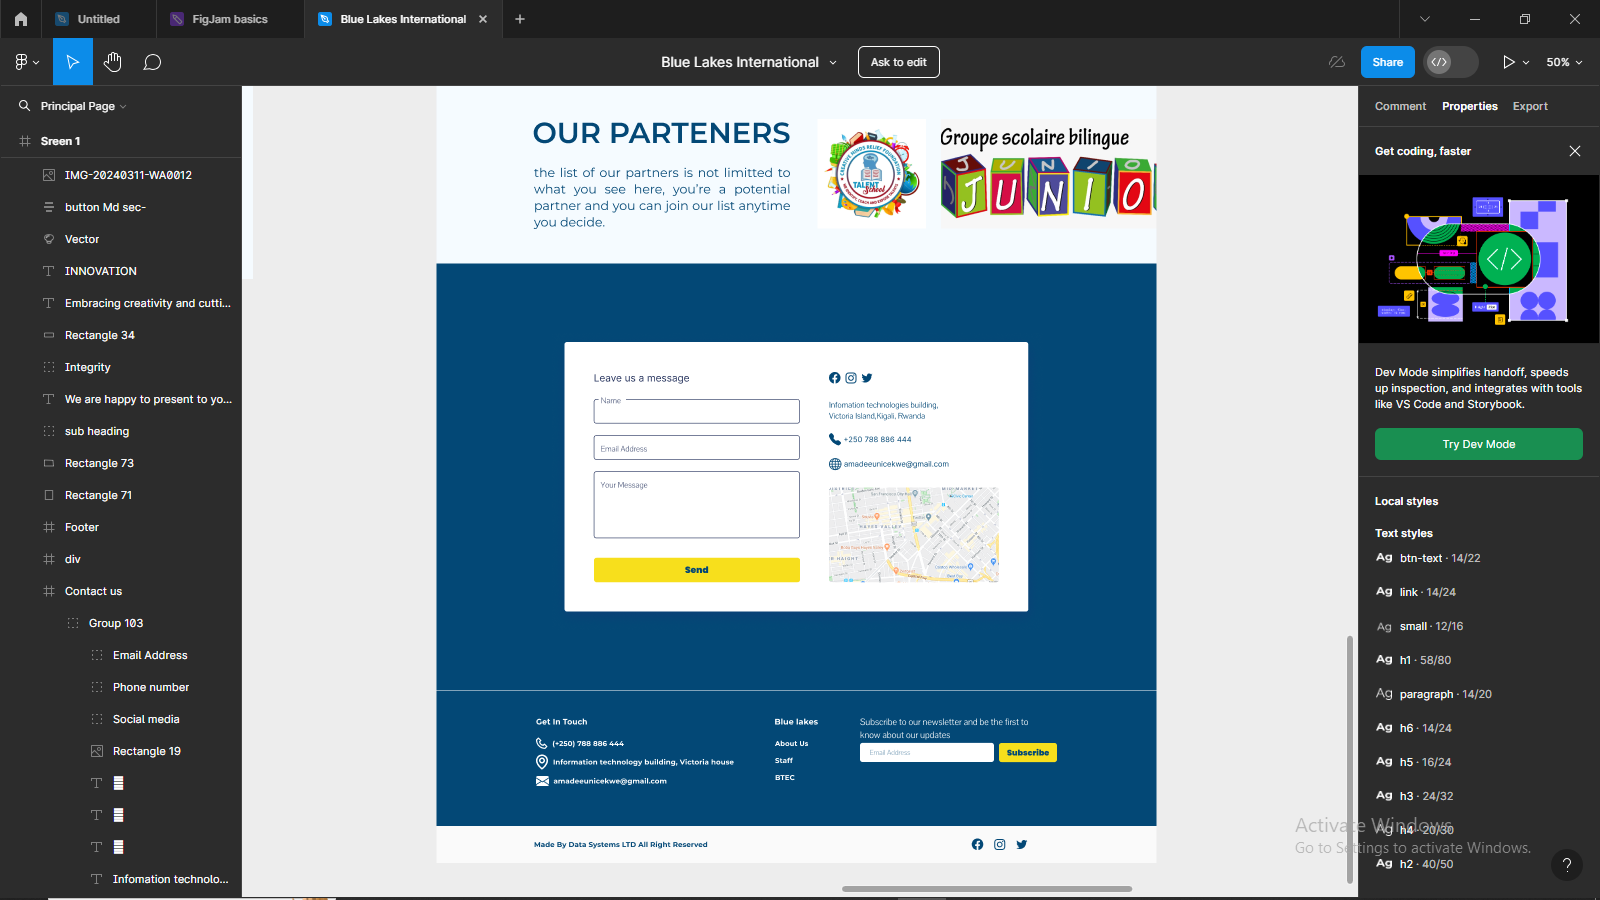 Untitled
FigJam basics
Blue Lakes International
Blue Lakes International
Ask to edit
Share
50%
Principal Page
Sreen 1
IMG-20240311-WA0012
button Md sec-
Vector
INNOVATION
Embracing creativity and cutti...
Rectangle 34
Integrity
We are happy to present to yo...
sub heading
Rectangle 73
Rectangle 71
Footer
div
Contact us
Group 103
Email Address
Phone number
Social media
Rectangle 19
Infomation technolo...
OUR PARTENERS
the list of our partners is not limitted to
what you see here, you're a potential
partner and you can join our list anytime
you decide.
TALENT
School
Groupe scolaire bilingue
JUNIO
JUNIO
Leave us a message
Name
Email Address
Your Message
Send
Infomation technologies building,
Victoria Island,Kigali, Rwanda
+250 788 886 444
amadeeunicekwe@gmail.com
HAYES VALLEY
Get In Touch
(+250) 788 886 444
Information technology building, Victoria house
amadeeunicekwe@gmail.com
Blue lakes
About Us
Staff
BTEC
Subscribe to our newsletter and be the first to
know about our updates
Email Address
Subscribe
Made By Data Systems LTD All Right Reserved
Comment
Properties
Export
Get coding, faster
Dev Mode simplifies handoff, speeds
up inspection, and integrates with tools
like VS Code and Storybook.
Try Dev Mode
Local styles
Text styles
Ag btn-text · 14/22
Ag link · 14/24
Ag small · 12/16
Ag h1 · 58/80
Ag paragraph · 14/20
Ag h6 · 14/24
Ag h5 · 16/24
Ag h3 · 24/32
Ag h4 · 20/30
Ag h2 · 40/50
Activate Windows
Go to Settings to activate Windows.
?